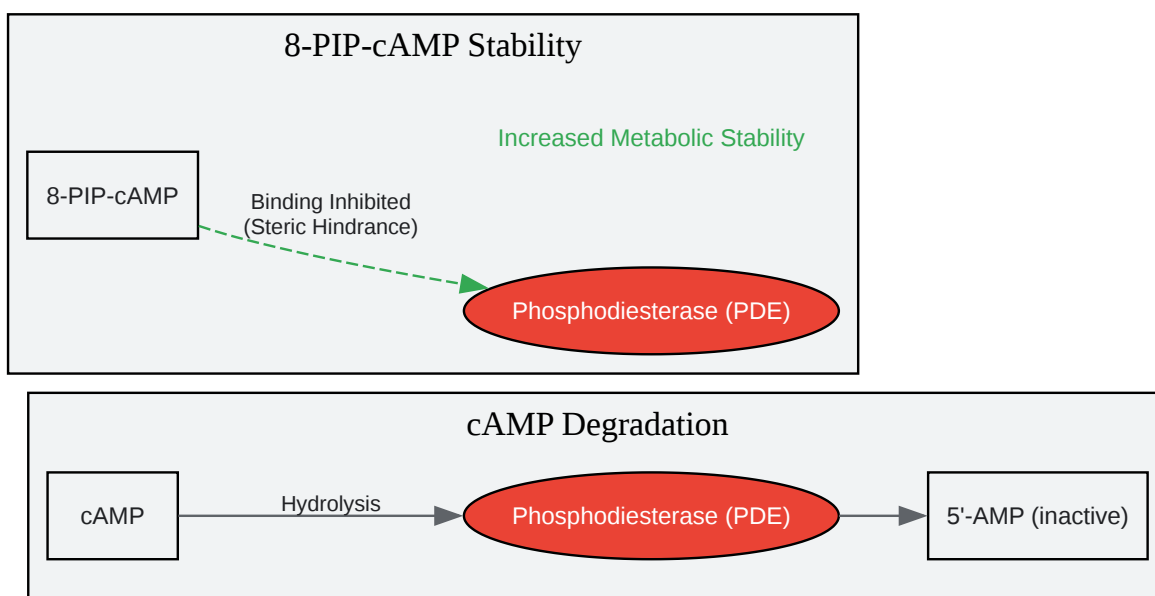 8-PIP-cAMP Stability
Increased Metabolic Stability
8-PIP-cAMP
Binding Inhibited
(Steric Hindrance)
Phosphodiesterase (PDE)
cAMP Degradation
cAMP
Hydrolysis
Phosphodiesterase (PDE)
5'-AMP (inactive)